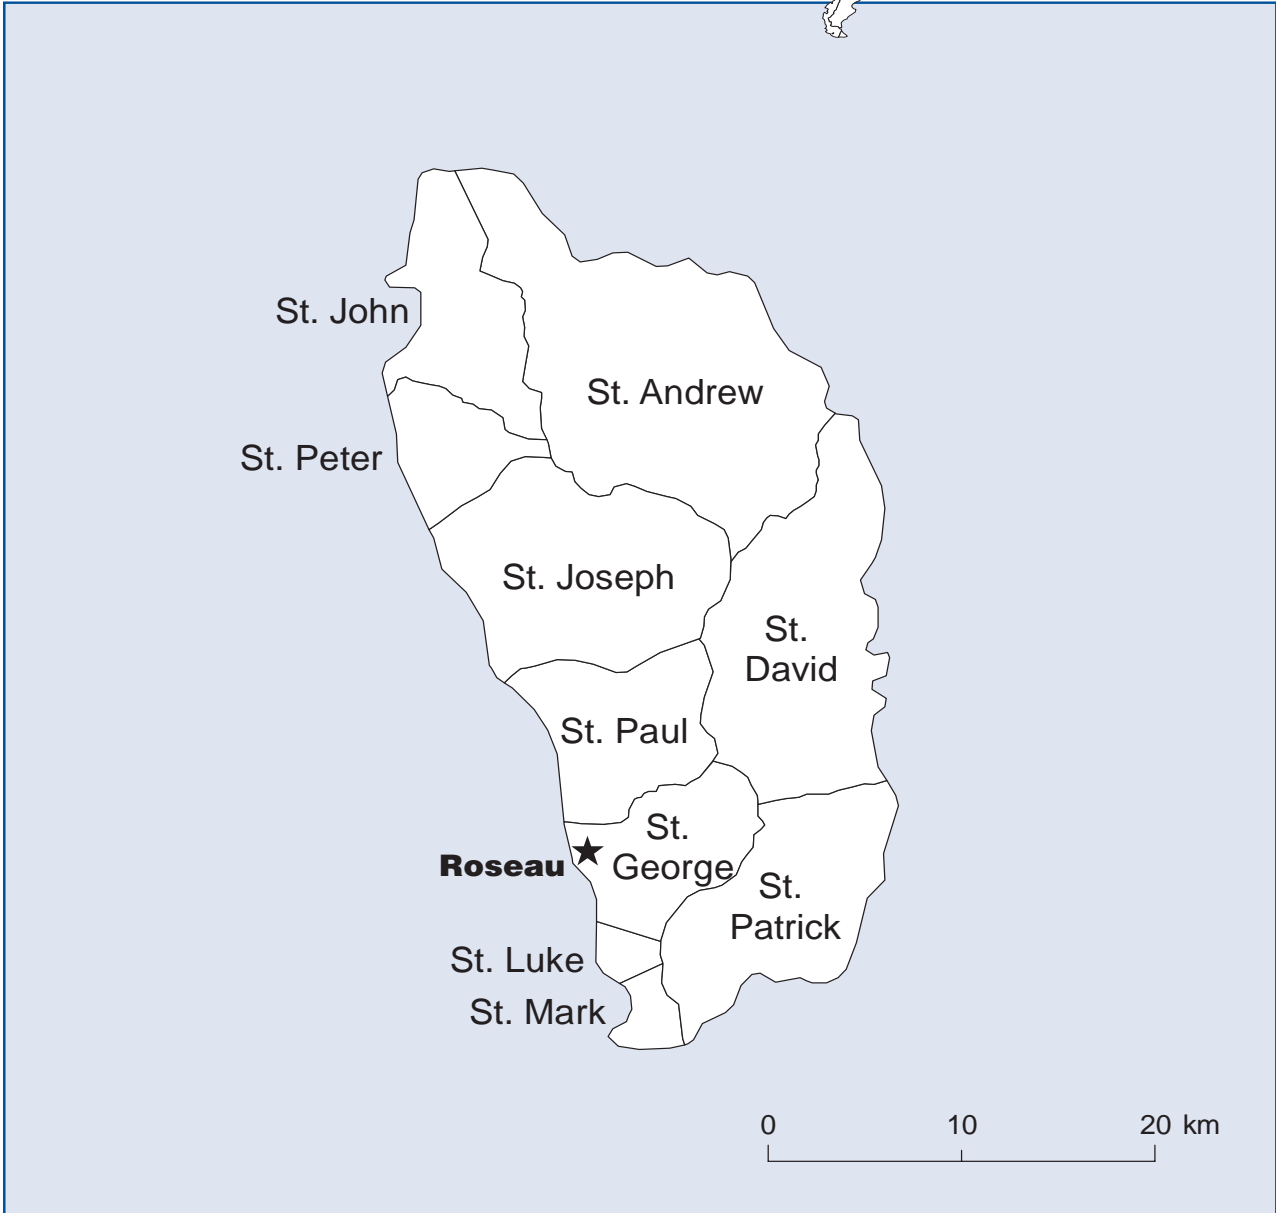 St. John
St. Andrew
St. Peter
St. Joseph
St.
David
St. Paul
St.
George
Roseau
St.
Patrick
St. Luke
St. Mark
0 10 20 km